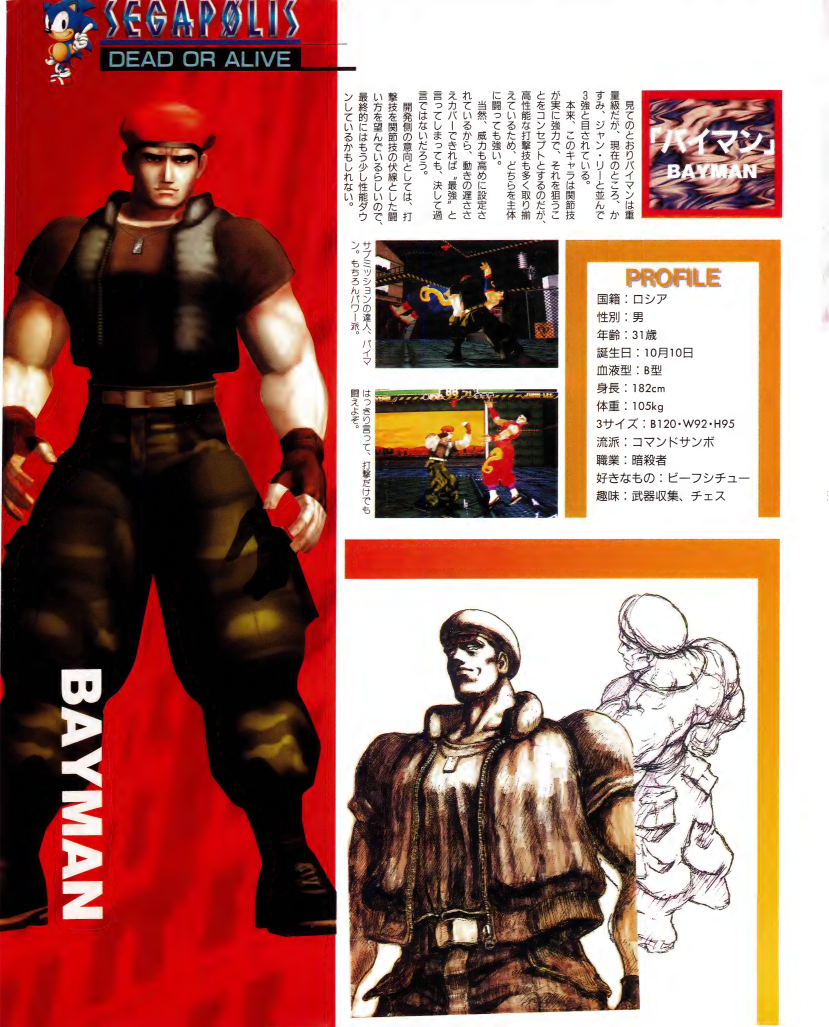 SEGAPOLIS
DEAD OR ALIVE
「バイマン」
BAYMAN
見てのとおりバイマンは重
量級だが、現在のところ、か
すみ、ジャン・リーと並んで
3強と目されている。
本来、このキャラは関節技
が実に強力で、それを狙うこ
とをコンセプトとするのだが、
高性能な打撃技も多く取り揃
えているため、どちらを主体
に闘っても強い。
当然、威力も高めに設定さ
れているから、動きの遅ささ
えカバーできれば“最強”と
言ってしまっても、決して過
言ではないだろう。
開発側の意向としては、打
撃技を関節技の伏線とした闘
い方を望んでいるらしいので、
最終的にはもう少し性能ダウ
ンしているかもしれない。
サブミッションの達人、バイマ
ン。もちろんパワー派。
はっきり言って、打撃だけでも
闘えよぞ。
PROFILE
国籍:ロシア
性別:男
年齢:31歳
誕生日:10月10日
血液型:B型
身長:182cm
体重:105kg
3サイズ:B120・W92・H95
流派:コマンドサンボ
職業:暗殺者
好きなもの:ビーフシチュー
趣味:武器収集、チェス
BAYMAN